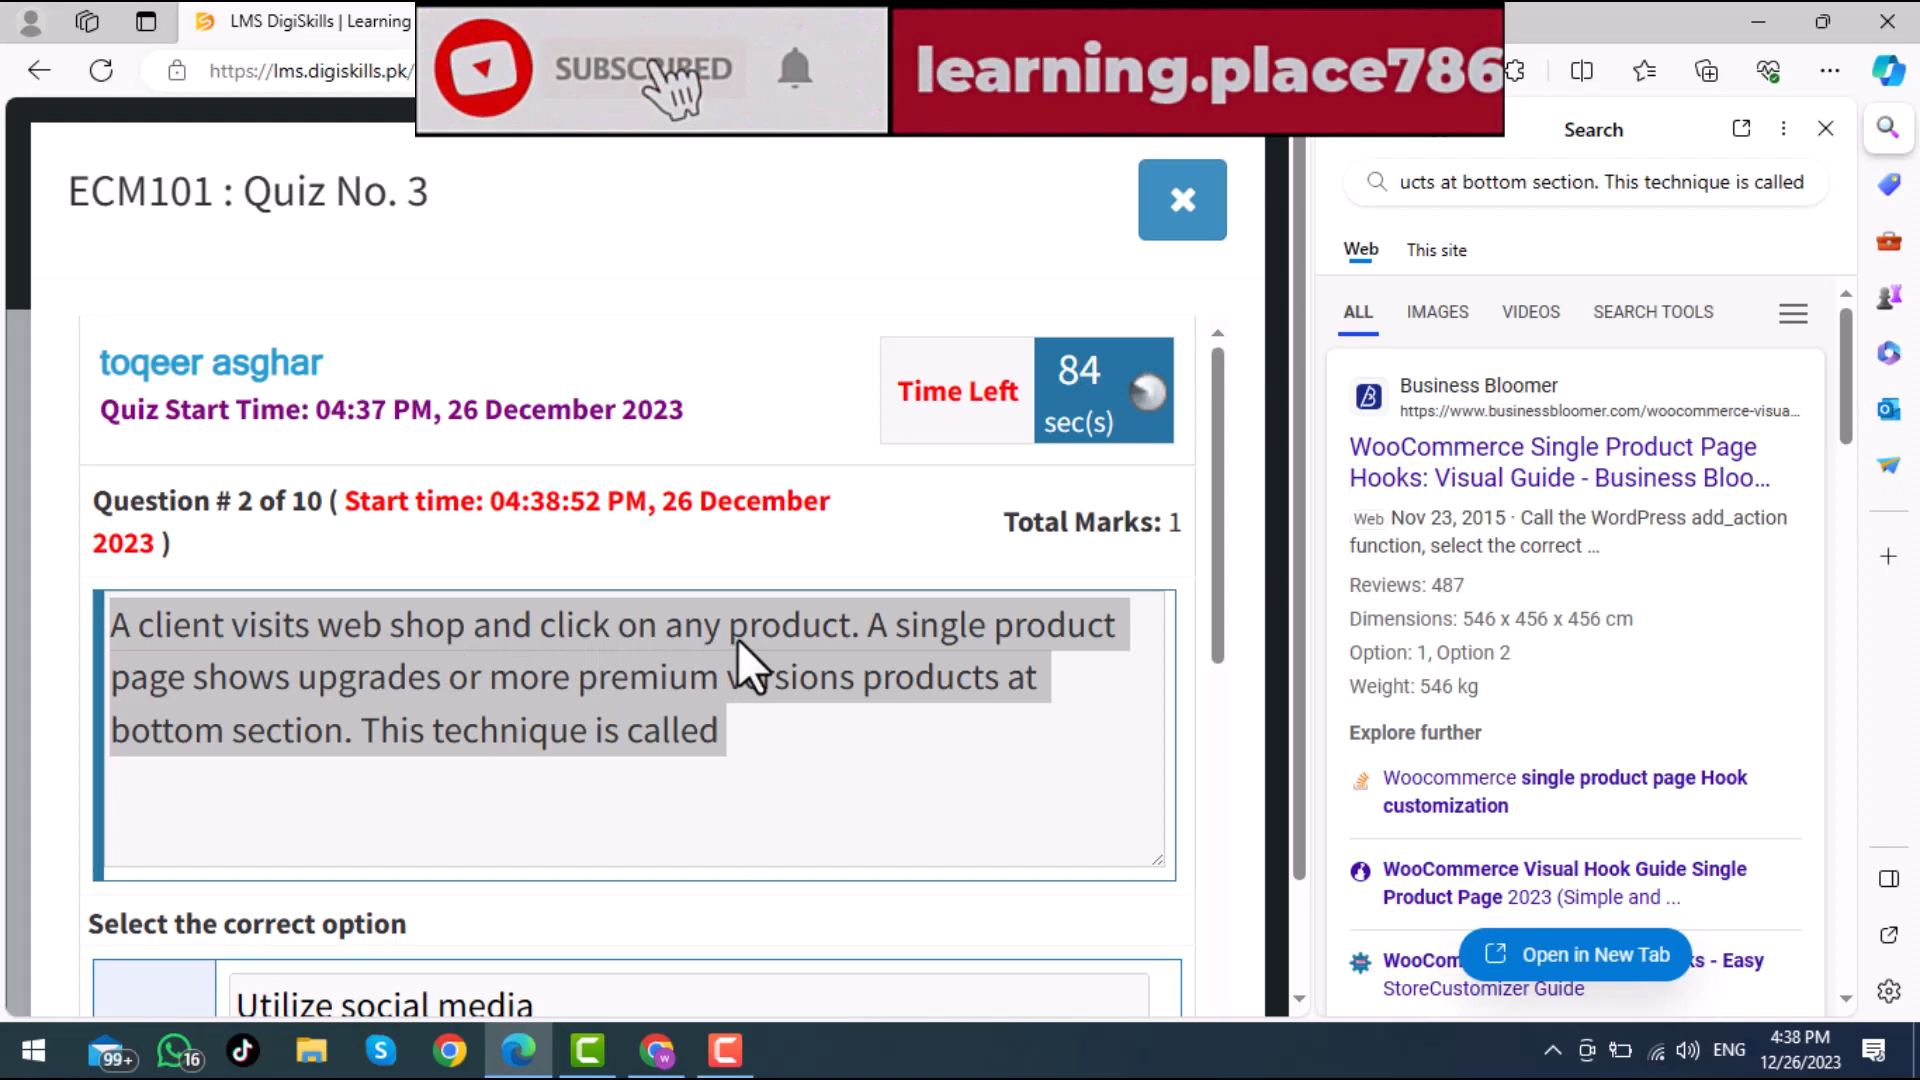 LMS DigiSkills | Learning
https://lms.digiskills.pk/
SUBSCRIBED
learning.place786
Search
ucts at bottom section. This technique is called
Web
This site
ALL
IMAGES
VIDEOS
SEARCH TOOLS
ECM101 : Quiz No. 3
toqeer asghar
Quiz Start Time: 04:37 PM, 26 December 2023
Time Left
84
sec(s)
Question # 2 of 10 ( Start time: 04:38:52 PM, 26 December
2023 )
Total Marks: 1
A client visits web shop and click on any product. A single product
page shows upgrades or more premium versions products at
bottom section. This technique is called
Select the correct option
Utilize social media
Business Bloomer
https://www.businessbloomer.com/woocommerce-visua...
WooCommerce Single Product Page
Hooks: Visual Guide - Business Bloo...
Web Nov 23, 2015 · Call the WordPress add_action
function, select the correct ...
Reviews: 487
Dimensions: 546 x 456 x 456 cm
Option: 1, Option 2
Weight: 546 kg
Explore further
Woocommerce single product page Hook
customization
WooCommerce Visual Hook Guide Single
Product Page 2023 (Simple and ...
WooCom
Open in New Tab
ks - Easy
StoreCustomizer Guide
99+
16
ENG
4:38 PM
12/26/2023